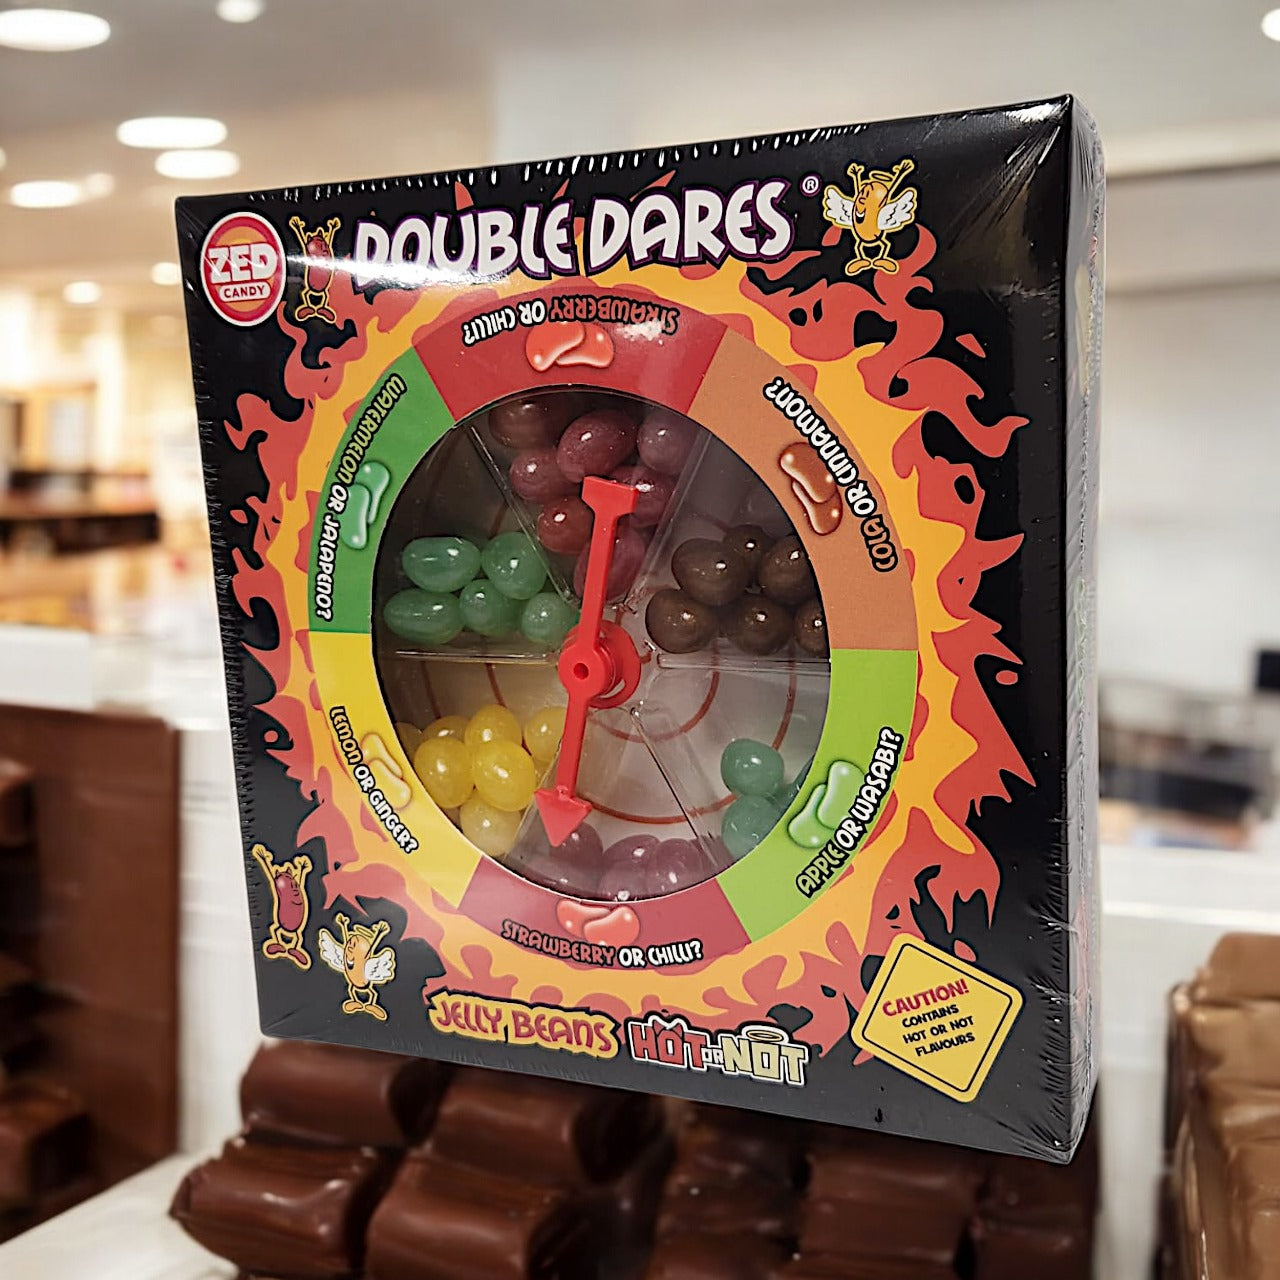 ZED
CANDY
DOUBLE DARES®
STRAWBERRY OR CHILLI?
COLA OR CINNAMON?
WATERMELON OR JALAPENO?
LEMON OR GINGER?
APPLE OR WASABI?
STRAWBERRY OR CHILLI?
JELLY BEANS HOT OR NOT
CAUTION!
CONTAINS
HOT OR NOT
FLAVOURS